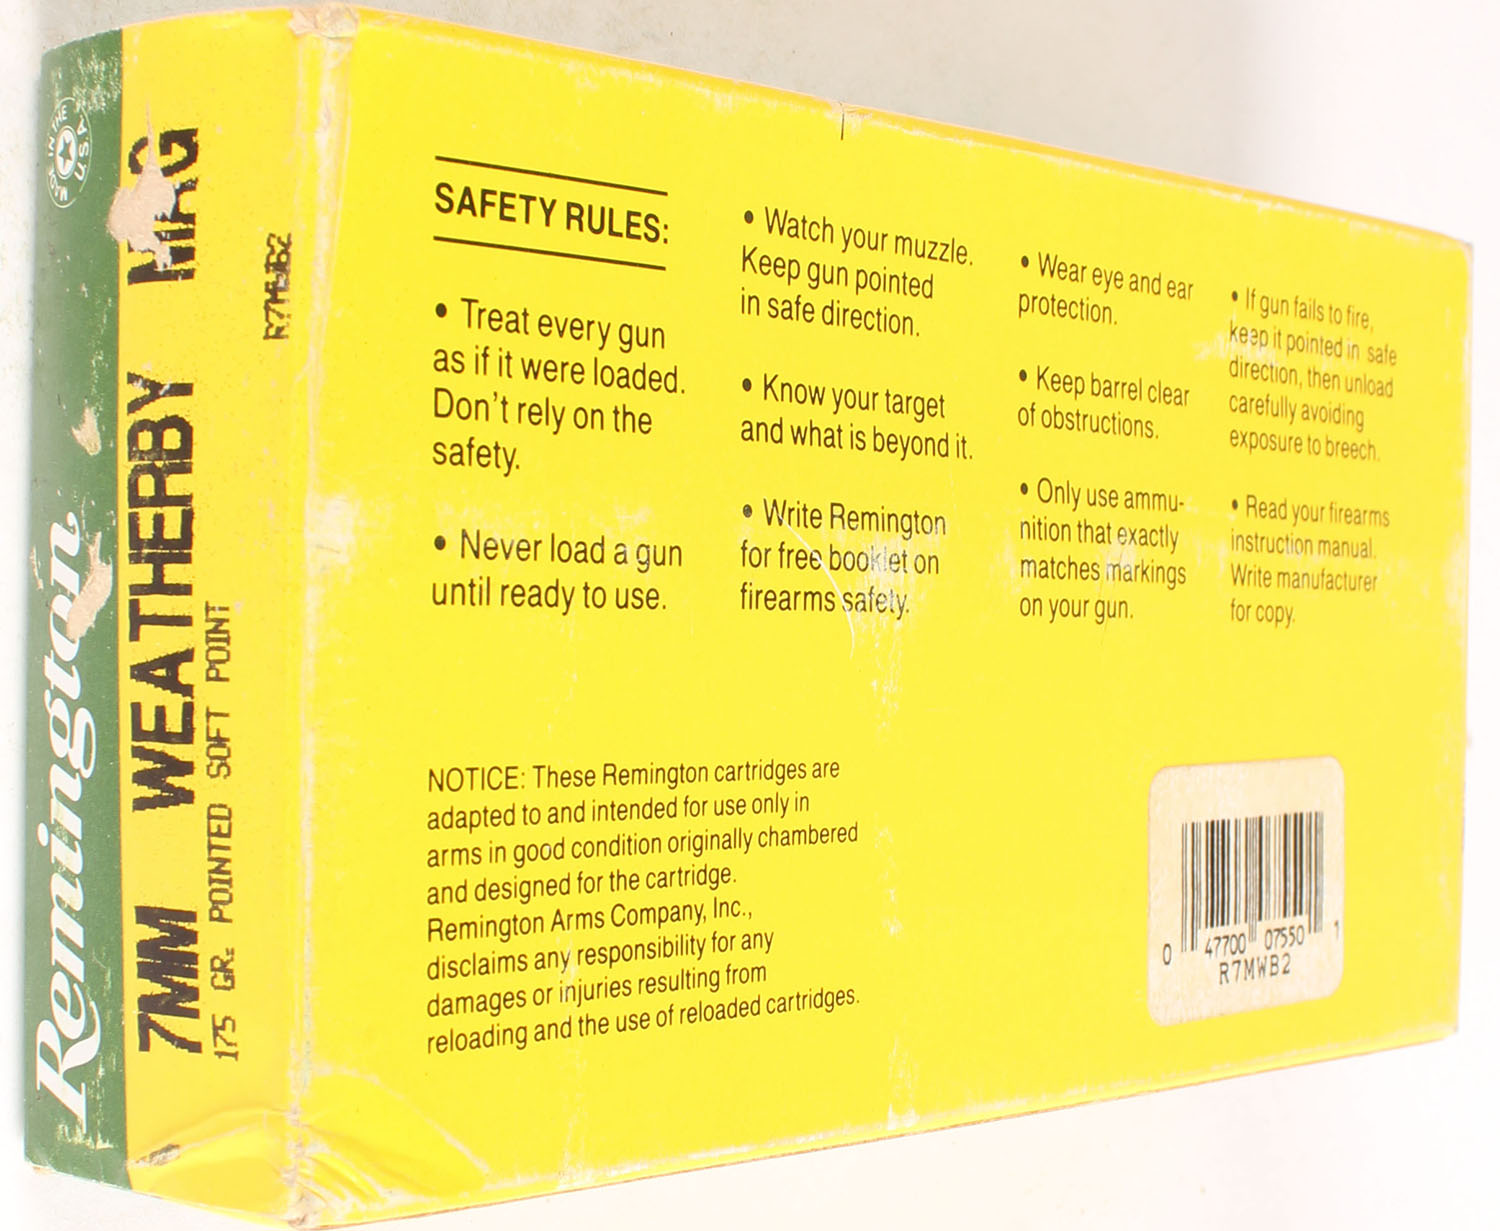 MADE IN THE U.S.A.
Remington
7MM WEATHERBY MAG
175 GR. POINTED SOFT POINT
R7MWB2
SAFETY RULES:
• Treat every gun
as if it were loaded.
Don't rely on the
safety.
• Never load a gun
until ready to use.
• Watch your muzzle.
Keep gun pointed
in safe direction.
• Know your target
and what is beyond it.
• Write Remington
for free booklet on
firearms safety.
• Wear eye and ear
protection.
• Keep barrel clear
of obstructions.
• Only use ammu-
nition that exactly
matches markings
on your gun.
• If gun fails to fire,
keep it pointed in safe
direction, then unload
carefully avoiding
exposure to breech.
• Read your firearms
instruction manual.
Write manufacturer
for copy.
NOTICE: These Remington cartridges are
adapted to and intended for use only in
arms in good condition originally chambered
and designed for the cartridge.
Remington Arms Company, Inc.,
disclaims any responsibility for any
damages or injuries resulting from
reloading and the use of reloaded cartridges.
0 47700 07550 1
R7MWB2